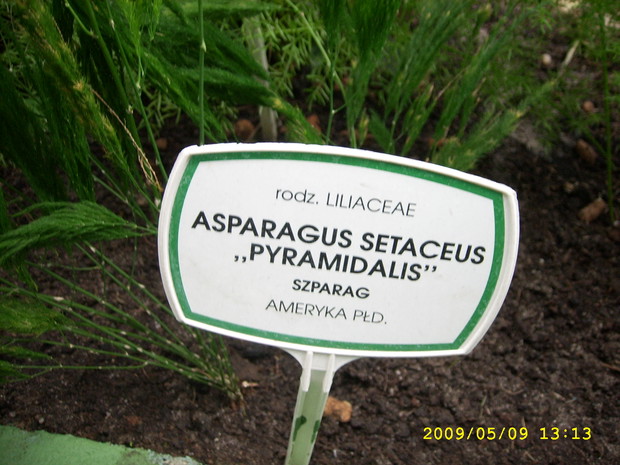 rodz. LILIACEAE
ASPARAGUS SETACEUS
,,PYRAMIDALIS”
SZPARAG
AMERYKA PŁD.
2009/05/09 13:13